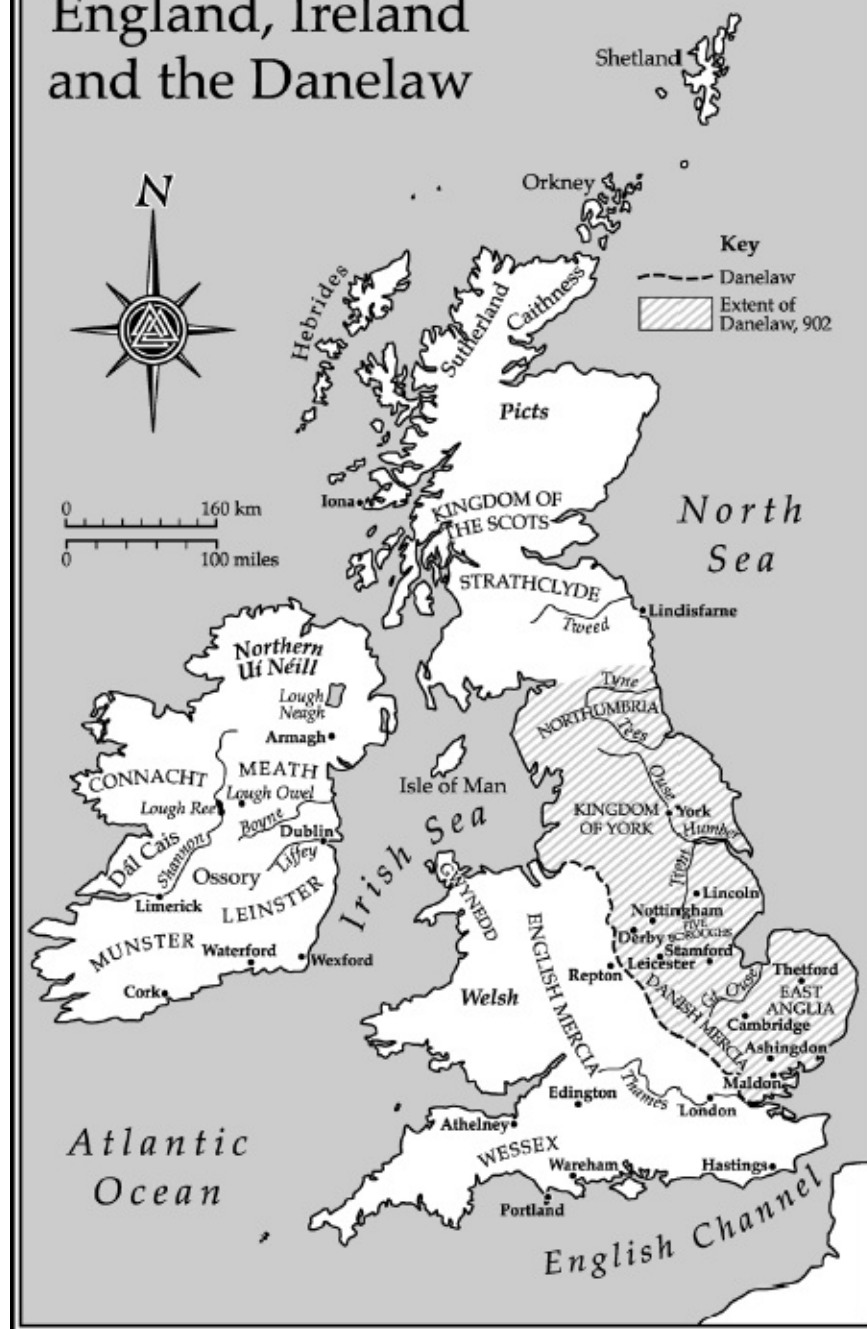 England, Ireland
and the Danelaw
Shetland
Orkney
N
Key
Danelaw
Extent of
Danelaw, 902
Hebrides
Sutherland
Caithness
Picts
0 160 km
0 100 miles
Iona
KINGDOM OF
THE SCOTS
North
Sea
STRATHCLYDE
Tweed
Lindisfarne
Northern
Uí Néill
Lough
Neagh
Armagh
Tyne
NORTHUMBRIA
Tees
CONNACHT
MEATH
Lough Ree
Lough Owel
Boyne
Dublin
Isle of Man
Irish Sea
Ouse
York
KINGDOM
OF YORK
Humber
Dál Cais
Shannon
Ossory
Liffey
LEINSTER
Limerick
MUNSTER
Waterford
Wexford
Cork
GWYNEDD
Trent
Lincoln
Nottingham
Derby
FIVE
BOROUGHS
Stamford
Leicester
Repton
Thetford
EAST
ANGLIA
Gt. Ouse
Cambridge
DANISH MERCIA
ENGLISH MERCIA
Welsh
Ashingdon
Maldon
Edington
Thames
London
Athelney
WESSEX
Wareham
Hastings
Portland
Atlantic
Ocean
English Channel